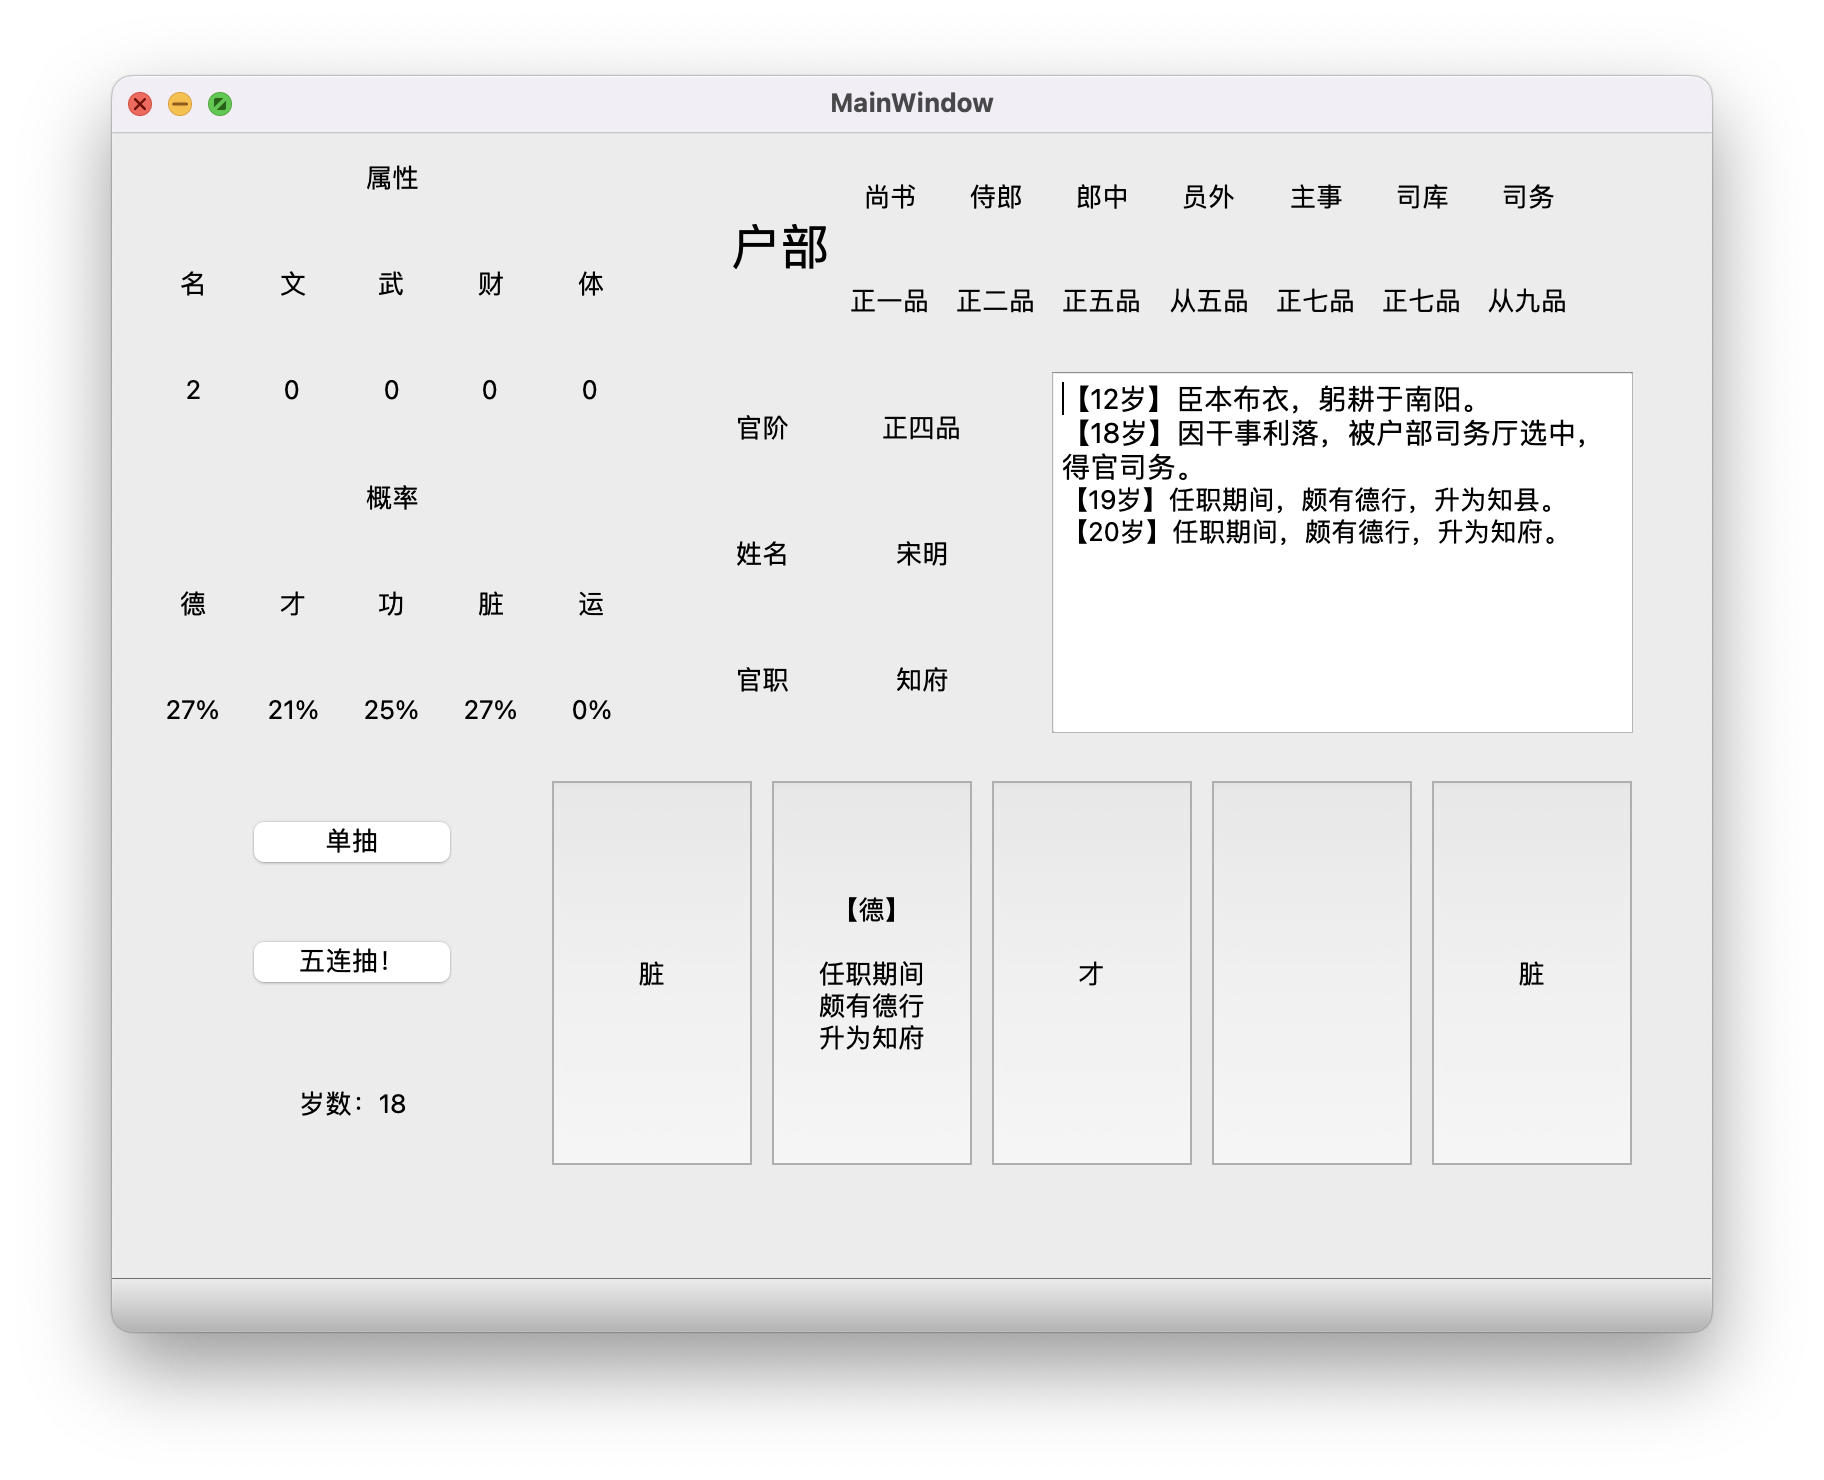 MainWindow
属性
名 文 武 财 体
2 0 0 0 0
概率
德 才 功 脏 运
27% 21% 25% 27% 0%
户部
尚书 侍郎 郎中 员外 主事 司库 司务
正一品 正二品 正五品 从五品 正七品 正七品 从九品
官阶 正四品
姓名 宋明
官职 知府
【12岁】臣本布衣，躬耕于南阳。
【18岁】因干事利落，被户部司务厅选中，
得官司务。
【19岁】任职期间，颇有德行，升为知县。
【20岁】任职期间，颇有德行，升为知府。
单抽
五连抽！
岁数：18
脏
【德】
任职期间
颇有德行
升为知府
才
脏